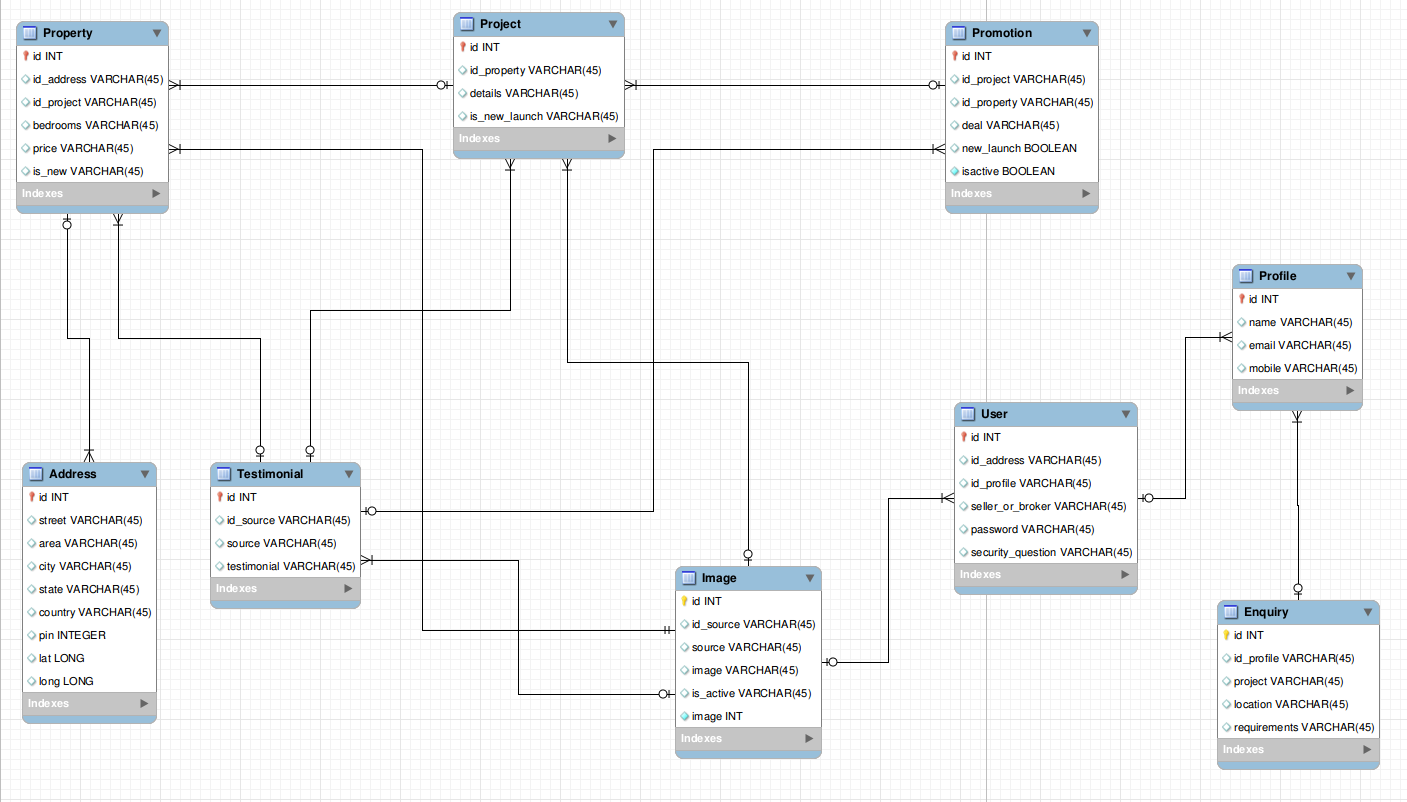 Property
id INT
id_address VARCHAR(45)
id_project VARCHAR(45)
bedrooms VARCHAR(45)
price VARCHAR(45)
is_new VARCHAR(45)
Indexes
Project
id INT
id_property VARCHAR(45)
details VARCHAR(45)
is_new_launch VARCHAR(45)
Indexes
Promotion
id INT
id_project VARCHAR(45)
id_property VARCHAR(45)
deal VARCHAR(45)
new_launch BOOLEAN
isactive BOOLEAN
Indexes
Profile
id INT
name VARCHAR(45)
email VARCHAR(45)
mobile VARCHAR(45)
Indexes
User
id INT
id_address VARCHAR(45)
id_profile VARCHAR(45)
seller_or_broker VARCHAR(45)
password VARCHAR(45)
security_question VARCHAR(45)
Indexes
Address
id INT
street VARCHAR(45)
area VARCHAR(45)
city VARCHAR(45)
state VARCHAR(45)
country VARCHAR(45)
pin INTEGER
lat LONG
long LONG
Indexes
Testimonial
id INT
id_source VARCHAR(45)
source VARCHAR(45)
testimonial VARCHAR(45)
Indexes
Image
id INT
id_source VARCHAR(45)
source VARCHAR(45)
image VARCHAR(45)
is_active VARCHAR(45)
image INT
Indexes
Enquiry
id INT
id_profile VARCHAR(45)
project VARCHAR(45)
location VARCHAR(45)
requirements VARCHAR(45)
Indexes